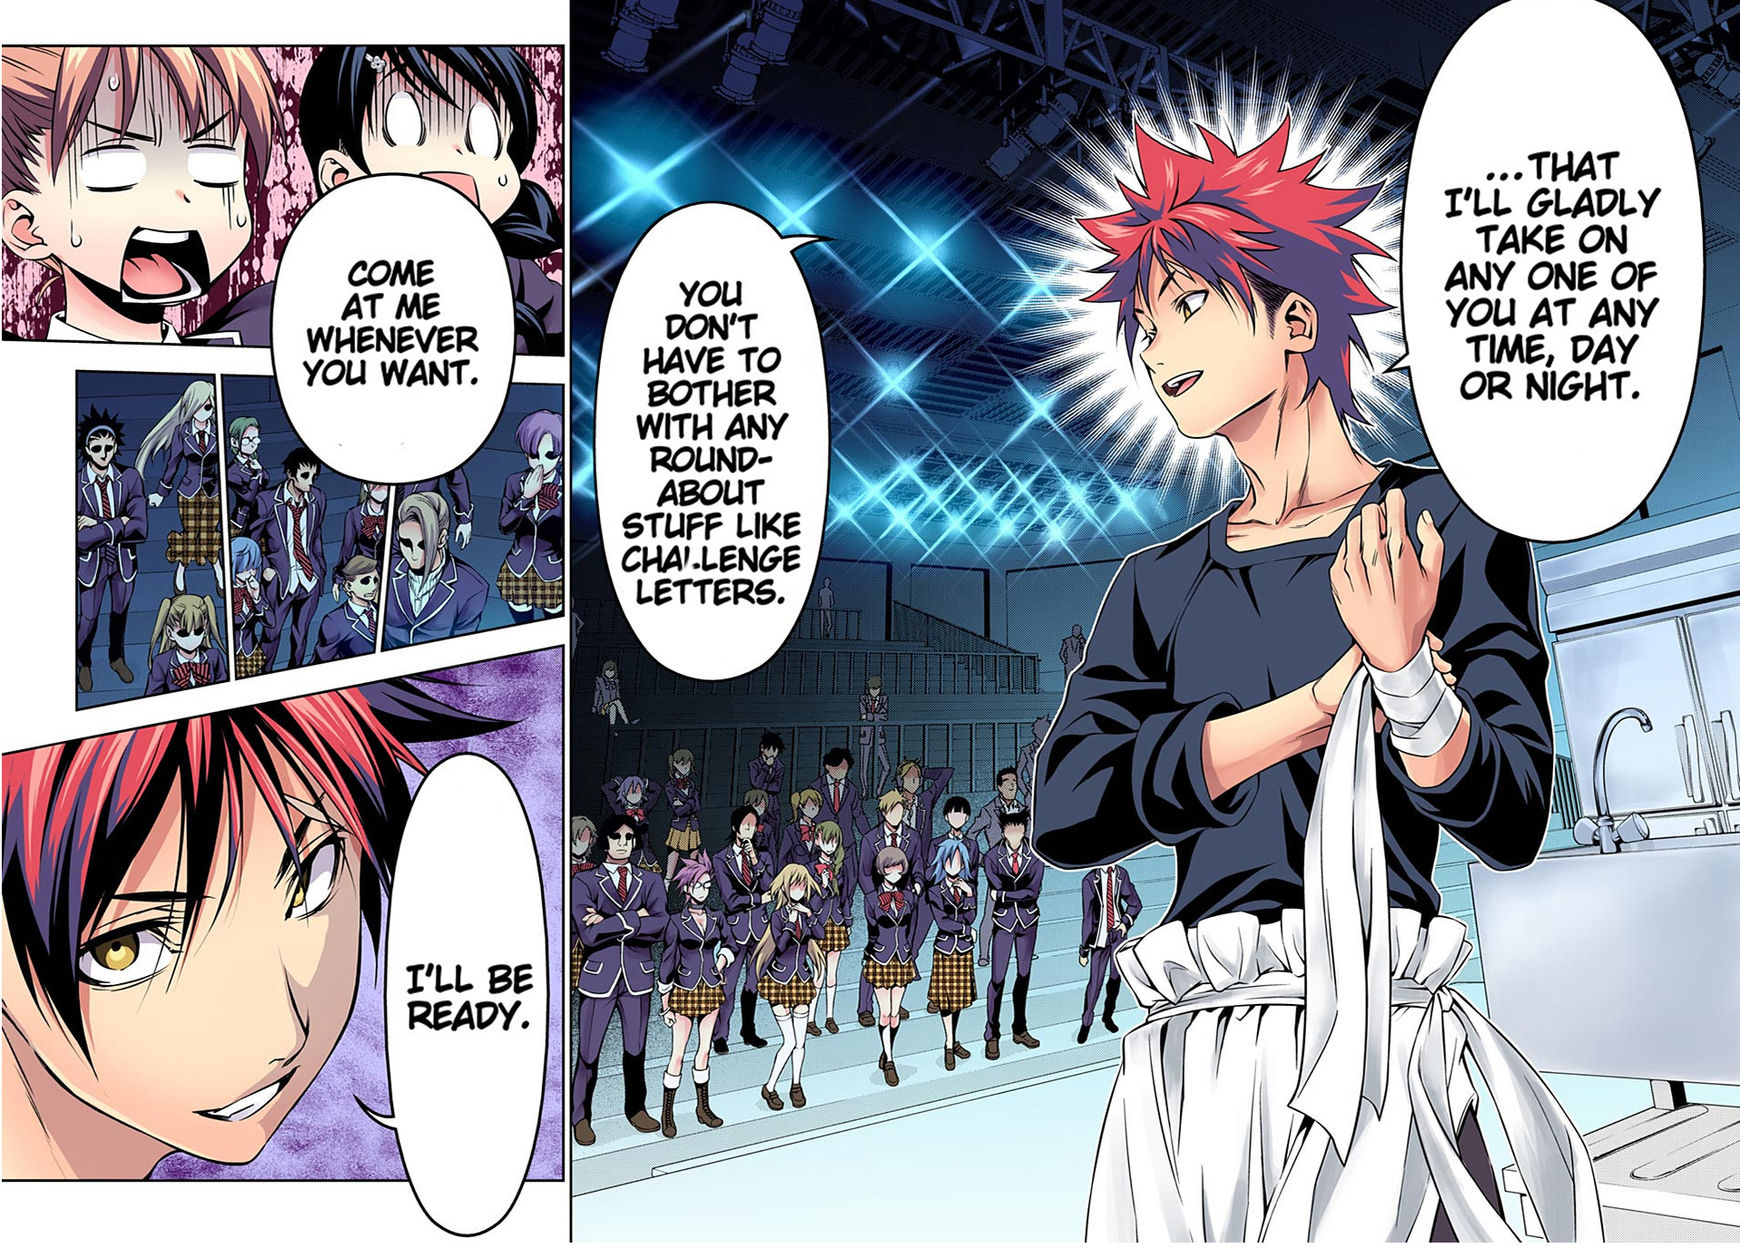 ...THAT
I'LL GLADLY
TAKE ON
ANY ONE OF
YOU AT ANY
TIME, DAY
OR NIGHT.
YOU
DON'T
HAVE TO
BOTHER
WITH ANY
ROUND-
ABOUT
STUFF LIKE
CHALLENGE
LETTERS.
COME
AT ME
WHENEVER
YOU WANT.
I'LL BE
READY.